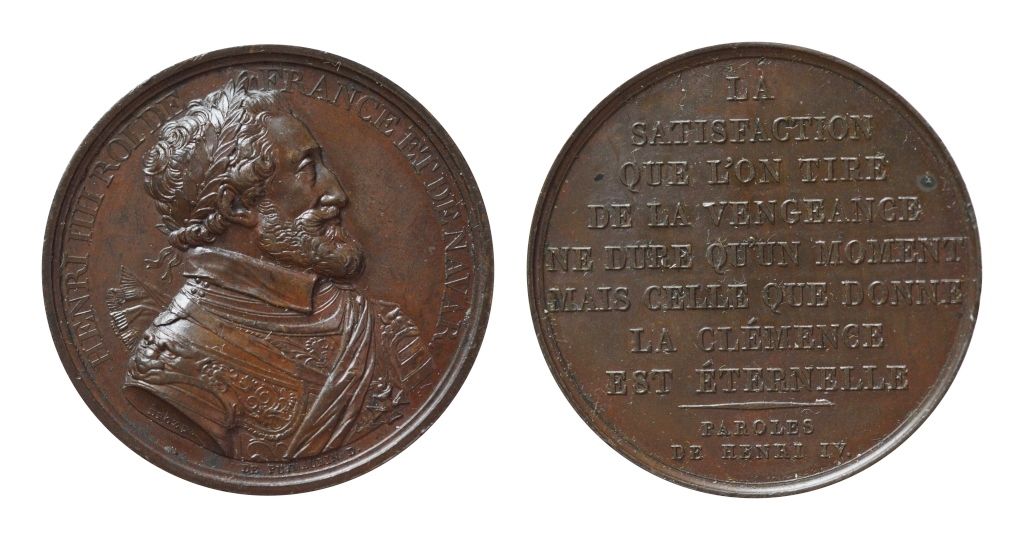 HENRI IIII ROI DE FRANCE ET DE NAVAR
LA
SATISFACTION
QUE L'ON TIRE
DE LA VENGEANCE
NE DURE QU'UN MOMENT
MAIS CELLE QUE DONNE
LA CLÉMENCE
EST ÉTERNELLE
PAROLES
DE HENRI IV.